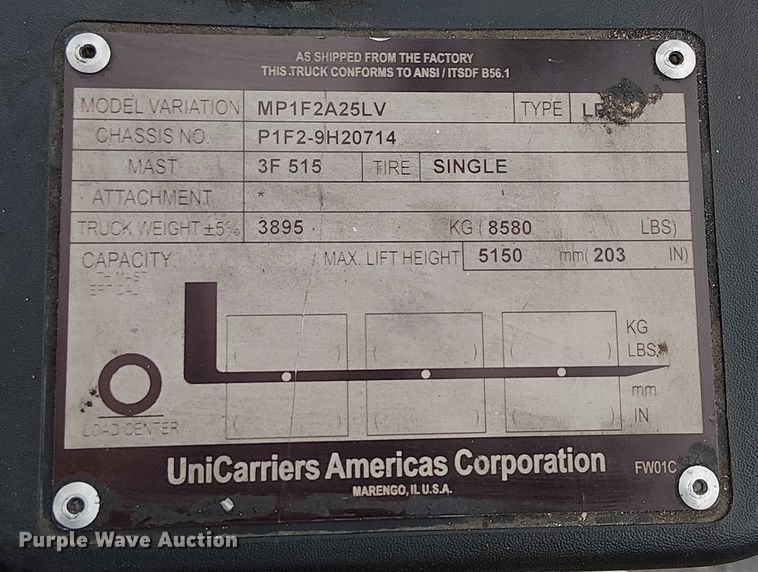 AS SHIPPED FROM THE FACTORY
THIS TRUCK CONFORMS TO ANSI / ITSDF B56.1
MODEL VARIATION MP1F2A25LV TYPE
CHASSIS NO. P1F2-9H20714
MAST 3F 515 TIRE SINGLE
ATTACHMENT *
TRUCK WEIGHT ±5% 3895 KG ( 8580 LBS)
CAPACITY MAX. LIFT HEIGHT 5150 mm( 203 IN)
KG
( ) ( ) ( ) LBS
mm
( ) ( ) ( ) IN
LOAD CENTER
UniCarriers Americas Corporation FW01C
MARENGO, IL U.S.A.
Purple Wave Auction